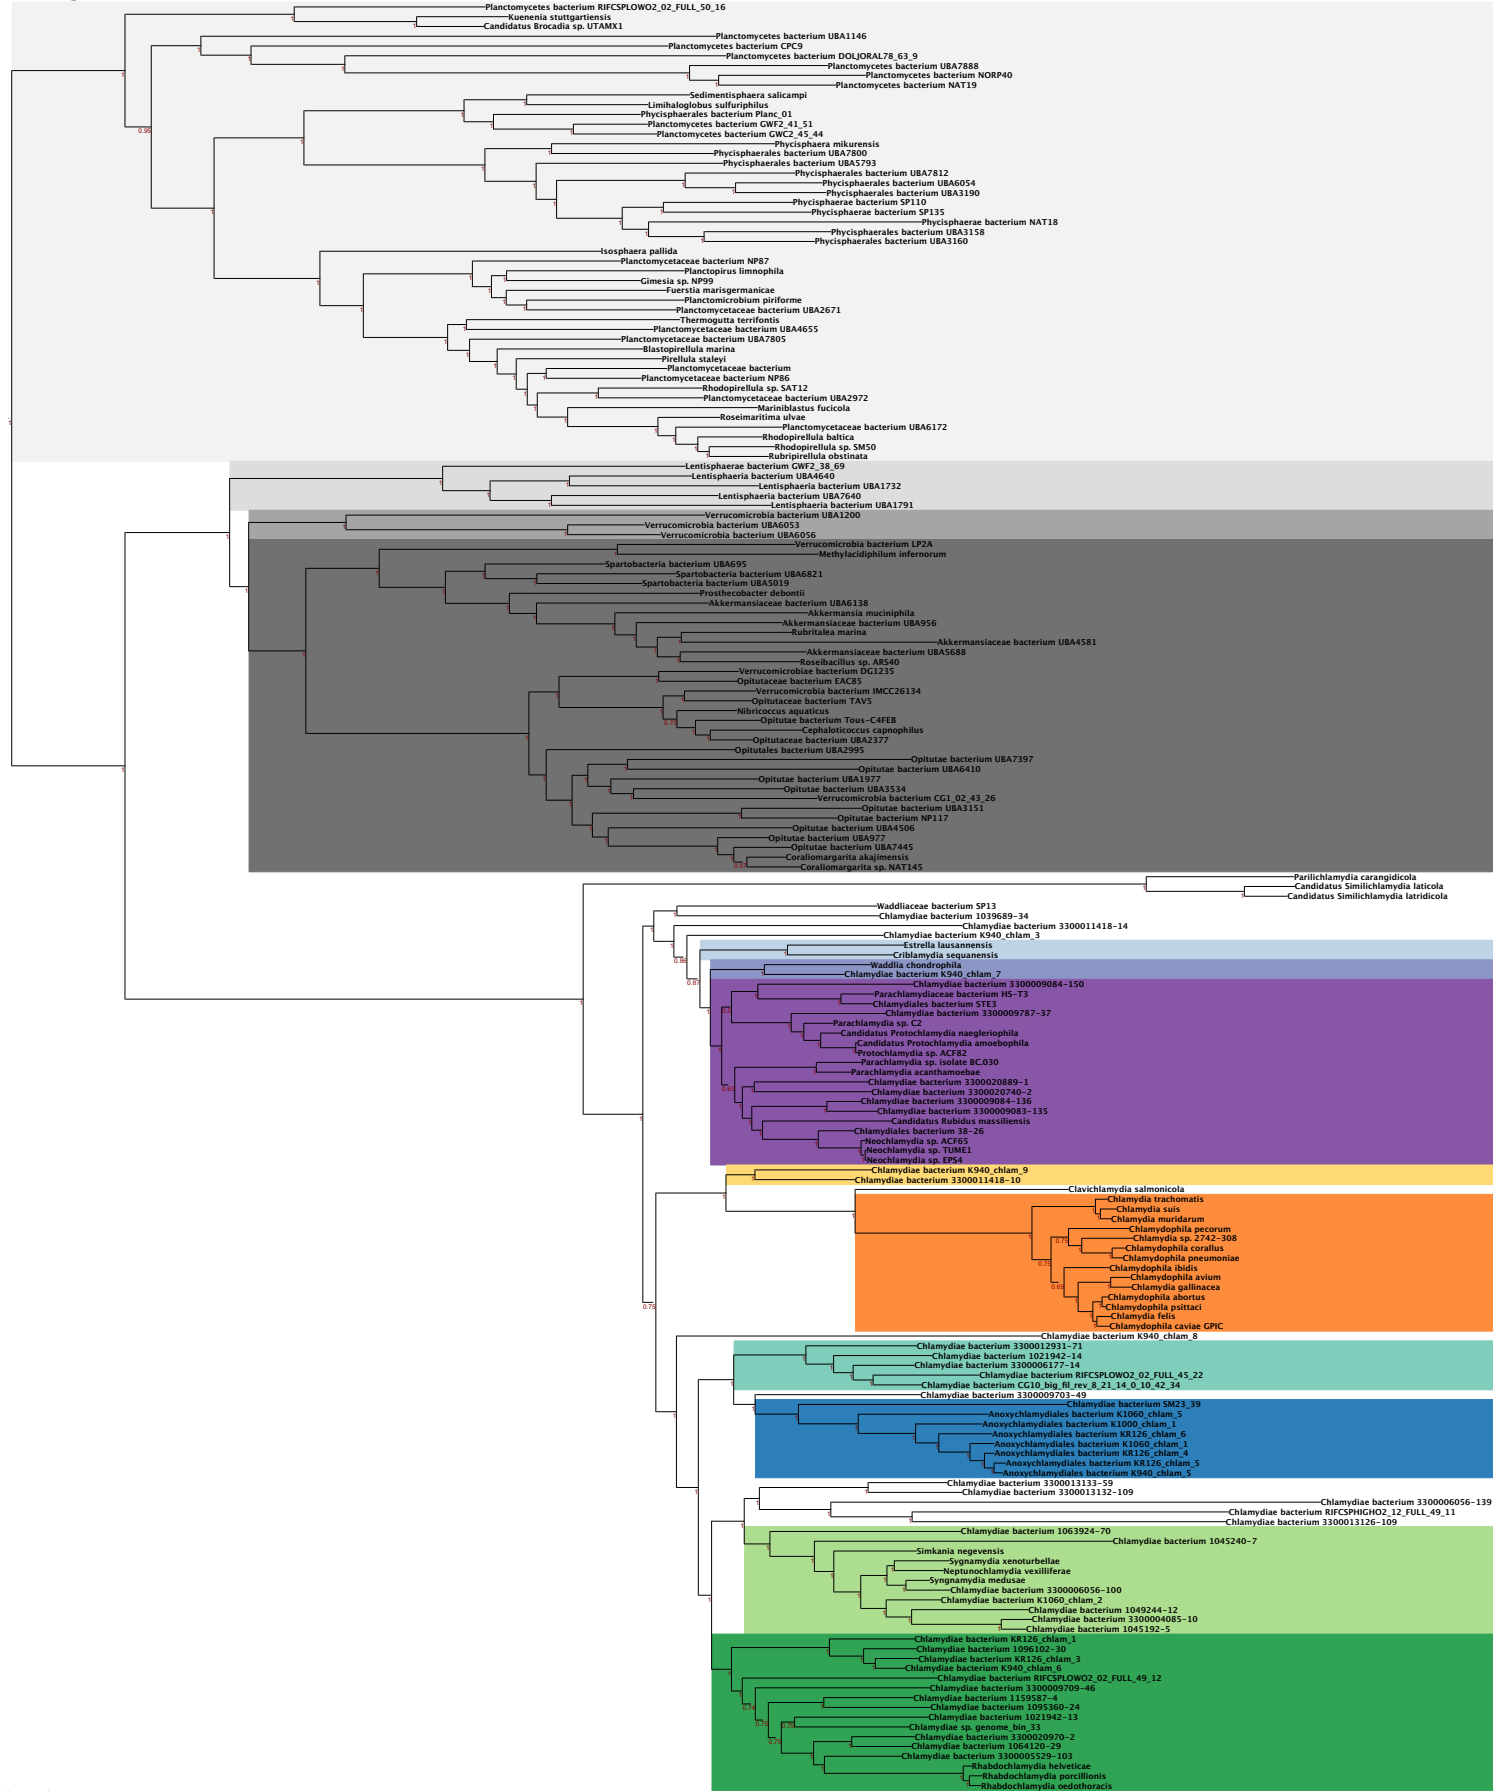 Planctomycetes bacterium RIFCSPLOWO2_02_FULL_50_16
Kuenenia stuttgartiensis
Candidatus Brocadia sp. UTAMX1
Planctomycetes bacterium UBA1146
Planctomycetes bacterium CPC9
Planctomycetes bacterium DOLJORAL78_63_9
Planctomycetes bacterium UBA7888
Planctomycetes bacterium NORP40
Planctomycetes bacterium NAT19
Sedimentisphaera salicampi
Limihaloglobus sulfuriphilus
Phycisphaerales bacterium Planc_01
0.95
Planctomycetes bacterium GWF2_41_51
Planctomycetes bacterium GWC2_45_44
Phycisphaera mikurensis
Phycisphaerales bacterium UBA7800
Phycisphaerales bacterium UBA5793
Phycisphaerales bacterium UBA7812
Phycisphaerales bacterium UBA6054
Phycisphaerales bacterium UBA3190
Phycisphaerae bacterium SP110
Phycisphaerae bacterium SP135
Phycisphaerae bacterium NAT18
Phycisphaerales bacterium UBA3158
Phycisphaerales bacterium UBA3160
Isosphaera pallida
Planctomycetaceae bacterium NP87
Planctopirus limnophila
Gimesia sp. NP99
Fuerstia marisgermanicae
Planctomicrobium piriforme
Planctomycetaceae bacterium UBA2671
Thermogutta terrifontis
Planctomycetaceae bacterium UBA4655
Planctomycetaceae bacterium UBA7805
Blastopirellula marina
Pirellula staleyi
Planctomycetaceae bacterium
Planctomycetaceae bacterium NP86
Rhodopirellula sp. SAT12
Planctomycetaceae bacterium UBA2972
Mariniblastus fucicola
Roseimaritima ulvae
Planctomycetaceae bacterium UBA6172
Rhodopirellula baltica
Rhodopirellula sp. SM50
Rubripirellula obstinata
Lentisphaerae bacterium GWF2_38_69
Lentisphaeria bacterium UBA4640
Lentisphaeria bacterium UBA1732
Lentisphaeria bacterium UBA7640
Lentisphaeria bacterium UBA1791
Verrucomicrobia bacterium UBA1200
Verrucomicrobia bacterium UBA6053
Verrucomicrobia bacterium UBA6056
Verrucomicrobia bacterium LP2A
Methylacidiphilum infernorum
Spartobacteria bacterium UBA695
Spartobacteria bacterium UBA6821
Spartobacteria bacterium UBA5019
Prosthecobacter debontii
Akkermansiaceae bacterium UBA6138
Akkermansia muciniphila
Akkermansiaceae bacterium UBA956
Rubritalea marina
Akkermansiaceae bacterium UBA4581
Akkermansiaceae bacterium UBA5688
Roseibacillus sp. ARS40
Verrucomicrobiae bacterium DG1235
Opitutaceae bacterium EAC85
Verrucomicrobia bacterium IMCC26134
Opitutaceae bacterium TAV5
Nibricoccus aquaticus
Opitutae bacterium Tous-C4FEB
Cephaloticoccus capnophilus
Opitutaceae bacterium UBA2377
Opitutales bacterium UBA2995
Opitutae bacterium UBA7397
Opitutae bacterium UBA6410
Opitutae bacterium UBA1977
Opitutae bacterium UBA3534
Verrucomicrobia bacterium CG1_02_43_26
Opitutae bacterium UBA3151
Opitutae bacterium NP117
Opitutae bacterium UBA4506
Opitutae bacterium UBA977
Opitutae bacterium UBA7445
Coraliomargarita akajimensis
Coraliomargarita sp. NAT145
Parilichlamydia carangidicola
Candidatus Similichlamydia laticola
Candidatus Similichlamydia latridicola
Waddliaceae bacterium SP13
Chlamydiae bacterium 1039689-34
Chlamydiae bacterium 3300011418-14
Chlamydiae bacterium K940_chlam_3
Estrella lausannensis
Criblamydia sequanensis
0.86
Waddlia chondrophila
Chlamydiae bacterium K940_chlam_7
0.87
Chlamydiae bacterium 3300009084-150
Parachlamydiaceae bacterium HS-T3
Chlamydiales bacterium STE3
Chlamydiae bacterium 3300009787-37
Parachlamydia sp. C2
Candidatus Protochlamydia naegleriophila
Candidatus Protochlamydia amoebophila
Protochlamydia sp. ACF82
Parachlamydia sp. isolate BC.030
Parachlamydia acanthamoebae
Chlamydiae bacterium 3300020889-1
Chlamydiae bacterium 3300020740-2
Chlamydiae bacterium 3300009084-136
Chlamydiae bacterium 3300009083-135
Candidatus Rubidus massiliensis
Chlamydiales bacterium 38-26
Neochlamydia sp. ACF65
Neochlamydia sp. TUME1
Neochlamydia sp. EPS4
Chlamydiae bacterium K940_chlam_9
Chlamydiae bacterium 3300011418-10
Clavichlamydia salmonicola
Chlamydia trachomatis
Chlamydia suis
Chlamydia muridarum
Chlamydophila pecorum
Chlamydia sp. 2742-308
0.75
Chlamydophila corallus
Chlamydophila pneumoniae
0.75
Chlamydophila ibidis
Chlamydophila avium
Chlamydia gallinacea
Chlamydophila abortus
0.75
Chlamydophila psittaci
Chlamydia felis
Chlamydophila caviae GPIC
Chlamydiae bacterium K940_chlam_8
Chlamydiae bacterium 3300012931-71
Chlamydiae bacterium 1021942-14
Chlamydiae bacterium 3300006177-14
Chlamydiae bacterium RIFCSPLOWO2_02_FULL_45_22
Chlamydiae bacterium CG10_big_fil_rev_8_21_14_0_10_42_34
Chlamydiae bacterium 3300009703-49
Chlamydiae bacterium SM23_39
Anoxychlamydiales bacterium K1060_chlam_5
Anoxychlamydiales bacterium K1000_chlam_1
Anoxychlamydiales bacterium KR126_chlam_6
Anoxychlamydiales bacterium K1060_chlam_1
Anoxychlamydiales bacterium KR126_chlam_4
Anoxychlamydiales bacterium KR126_chlam_5
Anoxychlamydiales bacterium K940_chlam_5
Chlamydiae bacterium 3300013133-59
Chlamydiae bacterium 3300013132-109
Chlamydiae bacterium 3300006056-139
Chlamydiae bacterium RIFCSPHIGHO2_12_FULL_49_11
Chlamydiae bacterium 3300013126-109
Chlamydiae bacterium 1063924-70
Chlamydiae bacterium 1045240-7
Simkania negevensis
Sygnamydia xenoturbellae
Neptunochlamydia vexilliferae
Syngnamydia medusae
Chlamydiae bacterium 3300006056-100
Chlamydiae bacterium K1060_chlam_2
Chlamydiae bacterium 1049244-12
Chlamydiae bacterium 3300004085-10
Chlamydiae bacterium 1045192-5
Chlamydiae bacterium KR126_chlam_1
Chlamydiae bacterium 1096102-30
Chlamydiae bacterium KR126_chlam_3
Chlamydiae bacterium K940_chlam_6
Chlamydiae bacterium RIFCSPLOWO2_02_FULL_49_12
Chlamydiae bacterium 3300009709-46
Chlamydiae bacterium 1159587-4
Chlamydiae bacterium 1095360-24
Chlamydiae bacterium 1021942-13
Chlamydiae sp. genome_bin_33
Chlamydiae bacterium 3300020970-2
Chlamydiae bacterium 1064120-29
Chlamydiae bacterium 3300005529-103
Rhabdochlamydia helveticae
Rhabdochlamydia porcillionis
Rhabdochlamydia oedothoracis